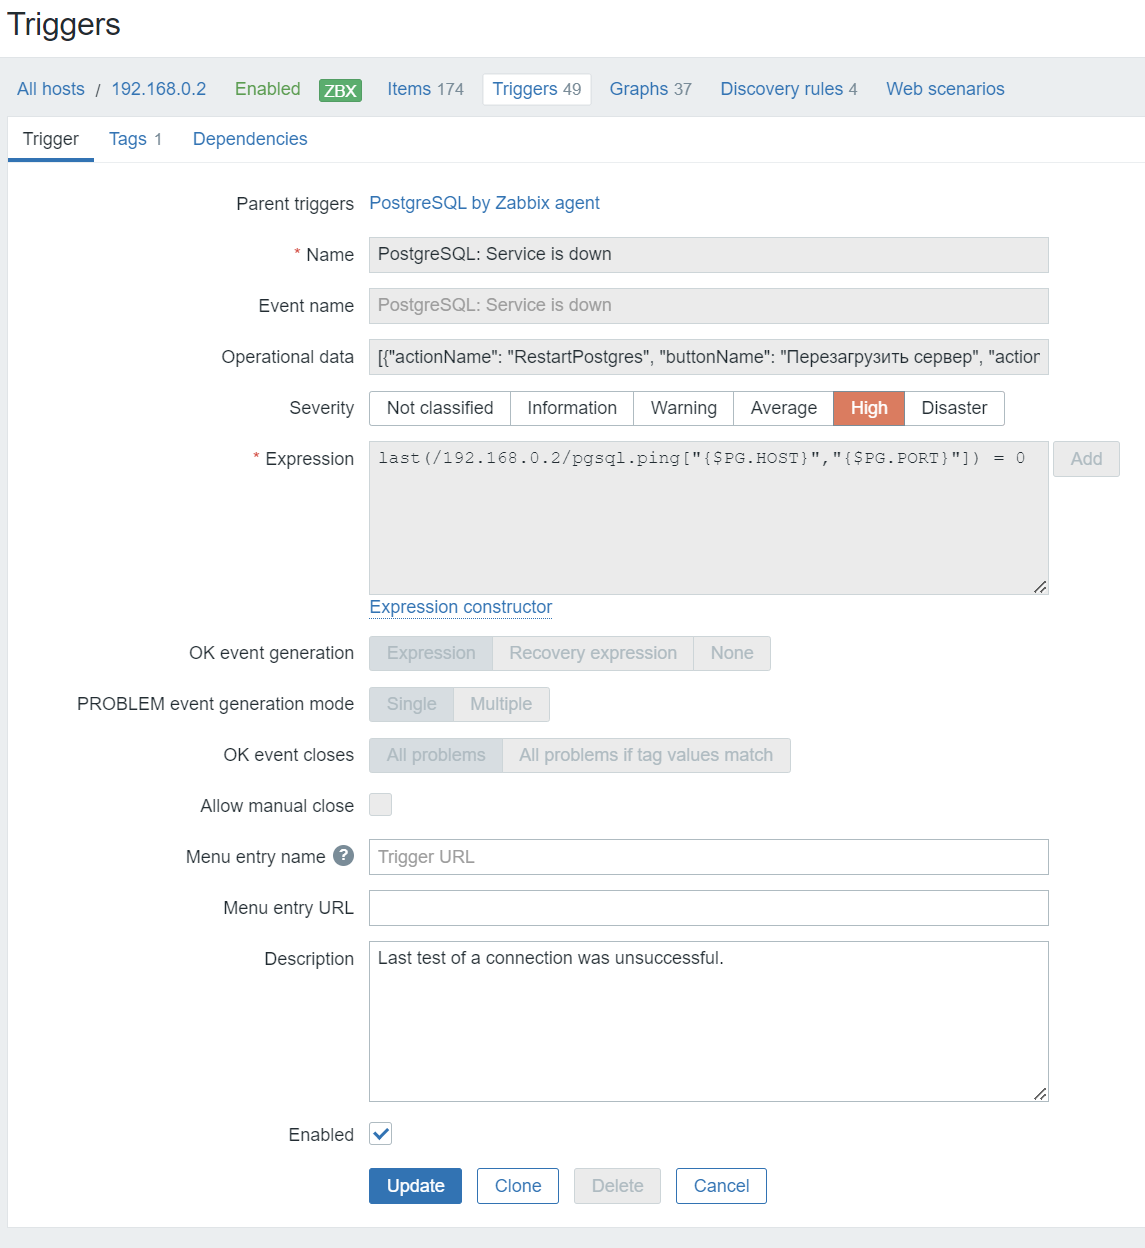 Triggers
All hosts / 192.168.0.2 Enabled ZBX Items 174 Triggers 49 Graphs 37 Discovery rules 4 Web scenarios
Trigger Tags 1 Dependencies
Parent triggers PostgreSQL by Zabbix agent
* Name PostgreSQL: Service is down
Event name PostgreSQL: Service is down
Operational data [{"actionName": "RestartPostgres", "buttonName": "Перезагрузить сервер", "action
Severity Not classified Information Warning Average High Disaster
* Expression last(/192.168.0.2/pgsql.ping["{$PG.HOST}","{$PG.PORT}"]) = 0 Add
Expression constructor
OK event generation Expression Recovery expression None
PROBLEM event generation mode Single Multiple
OK event closes All problems All problems if tag values match
Allow manual close
Menu entry name ? Trigger URL
Menu entry URL
Description Last test of a connection was unsuccessful.
Enabled
Update Clone Delete Cancel